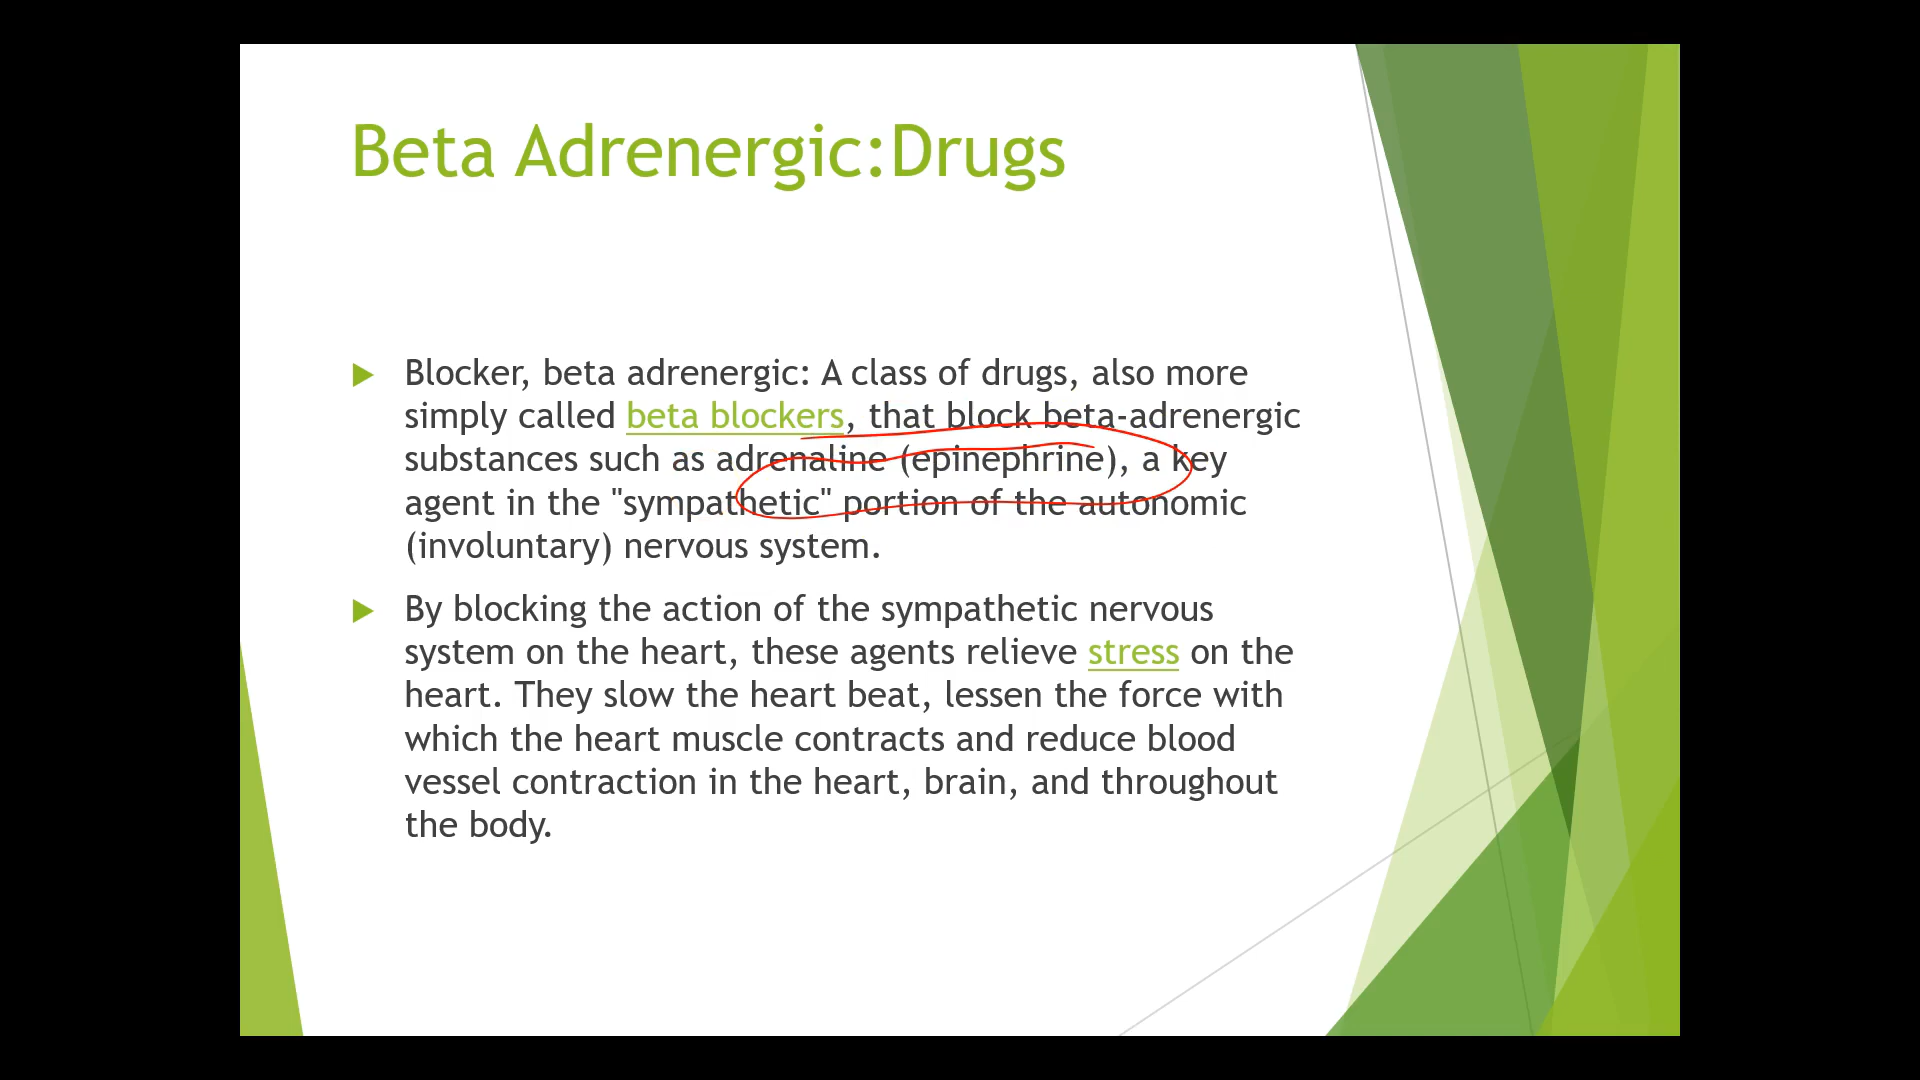 Beta Adrenergic:Drugs
Blocker, beta adrenergic: A class of drugs, also more
simply called beta blockers, that block beta-adrenergic
substances such as adrenaline (epinephrine), a key
agent in the "sympathetic" portion of the autonomic
(involuntary) nervous system.
By blocking the action of the sympathetic nervous
system on the heart, these agents relieve stress on the
heart. They slow the heart beat, lessen the force with
which the heart muscle contracts and reduce blood
vessel contraction in the heart, brain, and throughout
the body.